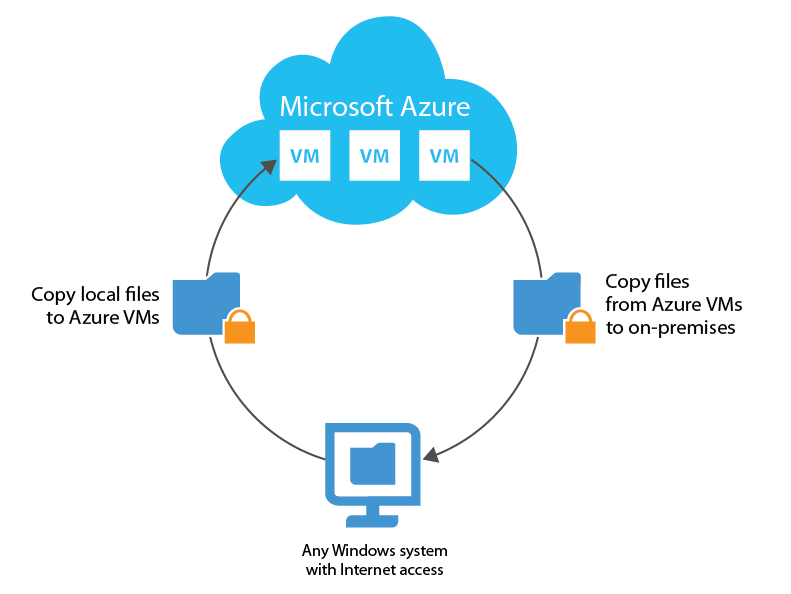 Microsoft Azure
VM VM VM
Copy local files
to Azure VMs
Copy files
from Azure VMs
to on-premises
Any Windows system
with Internet access